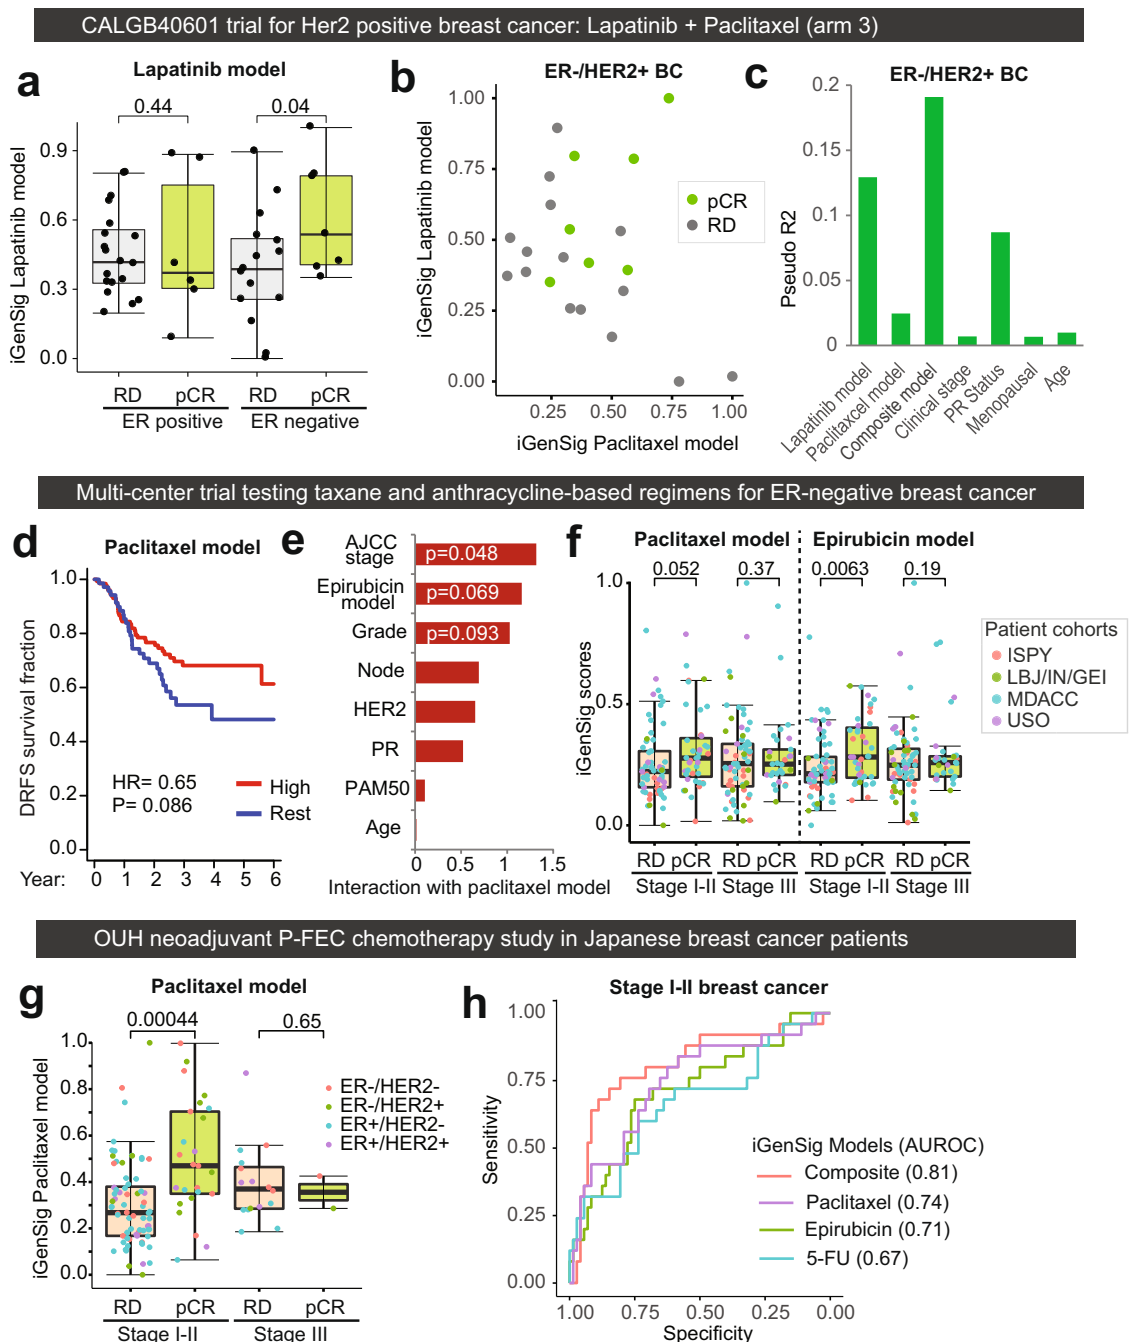 CALGB40601 trial for Her2 positive breast cancer: Lapatinib + Paclitaxel (arm 3)
a
Lapatinib model
0.44
0.04
iGenSig Lapatinib model
0.9
0.6
0.3
0.0
RD
pCR
RD
pCR
ER positive
ER negative
b
ER-/HER2+ BC
iGenSig Lapatinib model
1.00
0.75
0.50
0.25
0.00
pCR
RD
0.25
0.50
0.75
1.00
iGenSig Paclitaxel model
c
ER-/HER2+ BC
Pseudo R2
0.2
0.15
0.1
0.05
0
Lapatinib model
Paclitaxcel model
Composite model
Clinical stage
PR Status
Menopausal
Age
Multi-center trial testing taxane and anthracycline-based regimens for ER-negative breast cancer
d
Paclitaxel model
DRFS survival fraction
1.0
0.8
0.6
0.4
0.2
0.0
HR= 0.65
P= 0.086
High
Rest
Year:
0 1 2 3 4 5 6
e
AJCC
stage
p=0.048
Epirubicin
model
p=0.069
Grade
p=0.093
Node
HER2
PR
PAM50
Age
0
0.5
1
1.5
Interaction with paclitaxel model
f
Paclitaxel model
Epirubicin model
0.052
0.37
0.0063
0.19
iGenSig scores
1.0
0.5
0.0
RD pCR
RD pCR
RD pCR
RD pCR
Stage I-II
Stage III
Stage I-II
Stage III
Patient cohorts
ISPY
LBJ/IN/GEI
MDACC
USO
OUH neoadjuvant P-FEC chemotherapy study in Japanese breast cancer patients
g
Paclitaxel model
0.00044
0.65
iGenSig Paclitaxel model
1.0
0.8
0.6
0.4
0.2
0.0
ER-/HER2-
ER-/HER2+
ER+/HER2-
ER+/HER2+
RD
pCR
RD
pCR
Stage I-II
Stage III
h
Stage I-II breast cancer
Sensitivity
1.00
0.75
0.50
0.25
0.00
iGenSig Models (AUROC)
Composite (0.81)
Paclitaxel (0.74)
Epirubicin (0.71)
5-FU (0.67)
1.00
0.75
0.50
0.25
0.00
Specificity